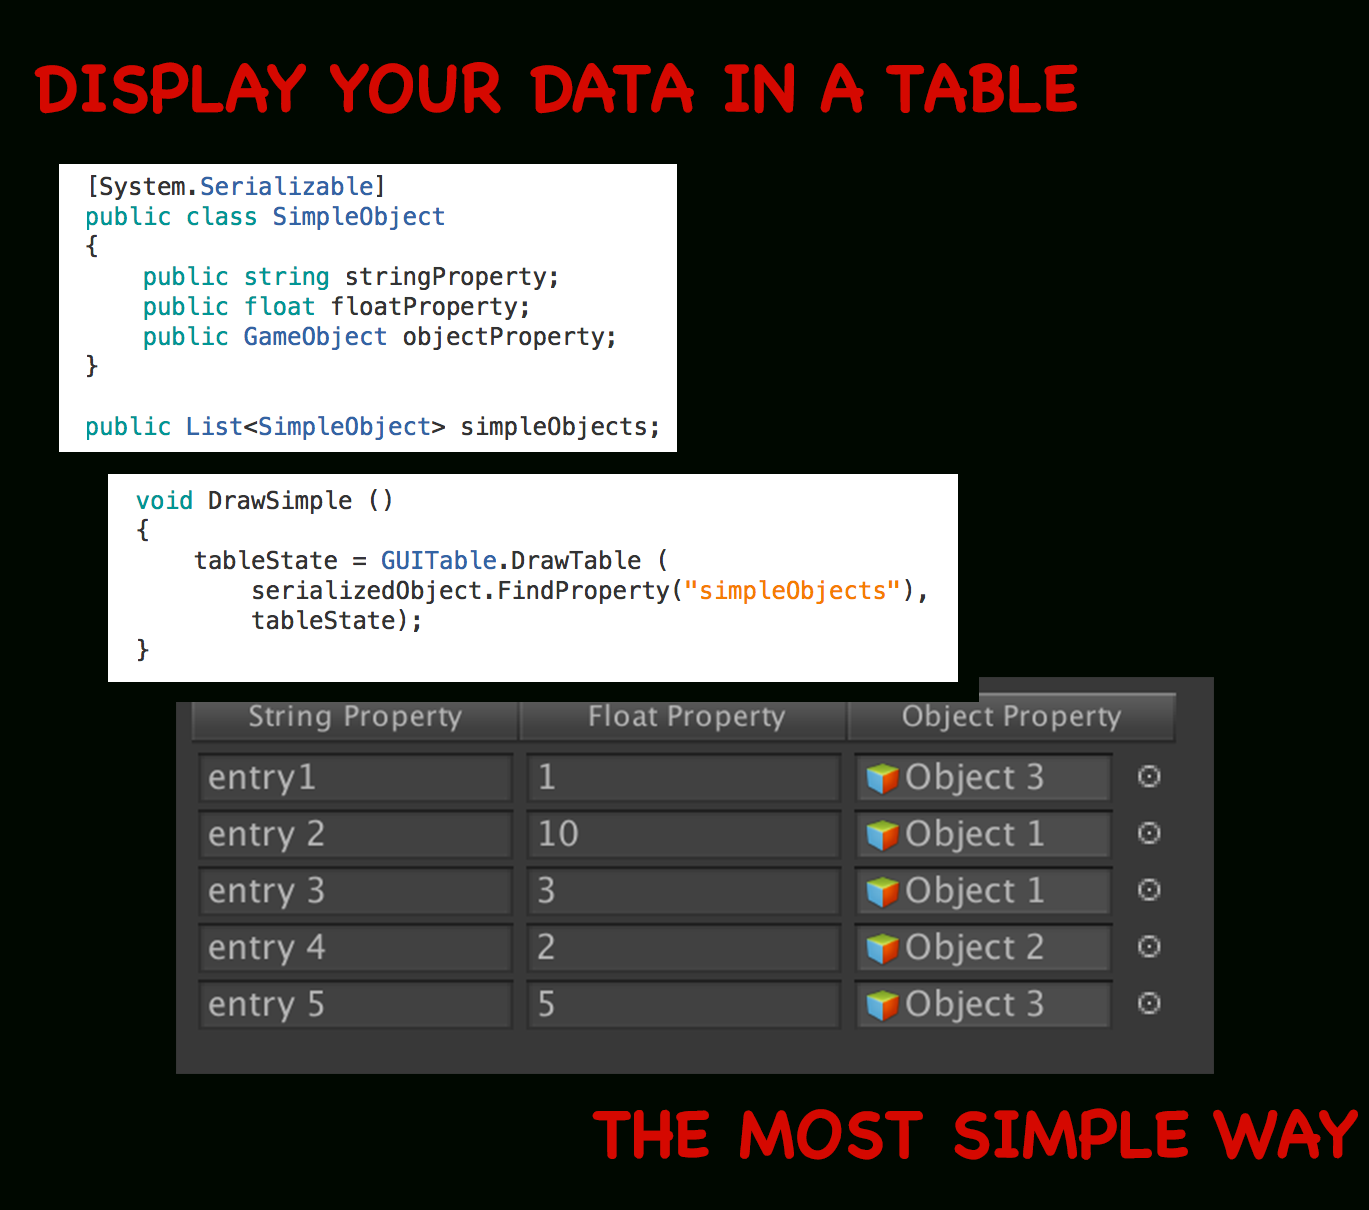 DISPLAY YOUR DATA IN A TABLE
[System.Serializable]
public class SimpleObject
{
    public string stringProperty;
    public float floatProperty;
    public GameObject objectProperty;
}
public List<SimpleObject> simpleObjects;
void DrawSimple ()
{
    tableState = GUITable.DrawTable (
        serializedObject.FindProperty("simpleObjects"),
        tableState);
}
String Property Float Property Object Property
entry1 1 Object 3
entry 2 10 Object 1
entry 3 3 Object 1
entry 4 2 Object 2
entry 5 5 Object 3
THE MOST SIMPLE WAY